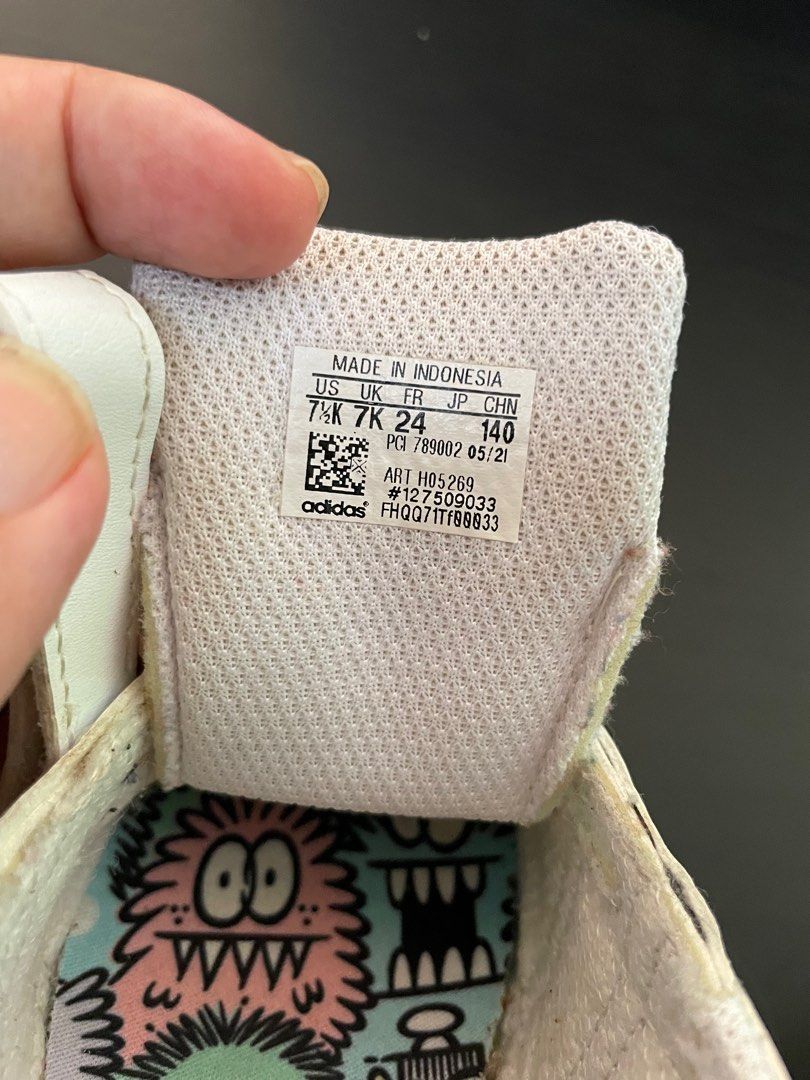 MADE IN INDONESIA
US UK FR JP CHN
7½K 7K 24 140
PCI 789002 05/21
ART H05269
#127509033
adidas® FHQQ71Tf00033